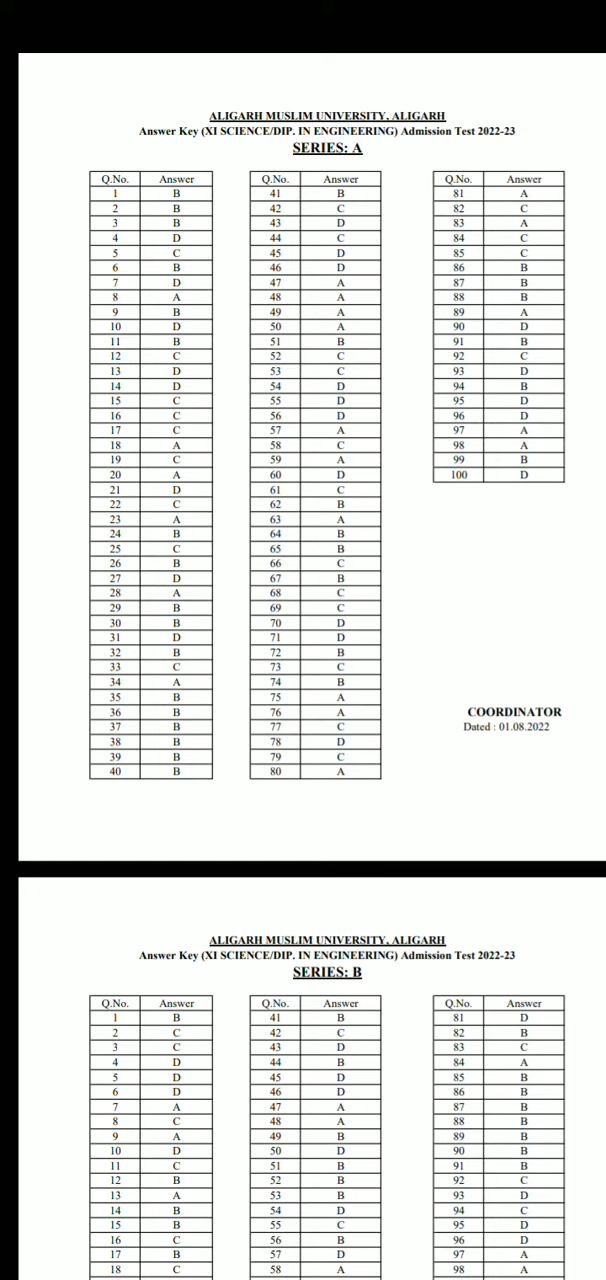 ALIGARH MUSLIM UNIVERSITY, ALIGARH
Answer Key (XI SCIENCE/DIP. IN ENGINEERING) Admission Test 2022-23
SERIES: A
Q.No. Answer Q.No. Answer Q.No. Answer
1 B 41 B 81 A
2 B 42 C 82 C
3 B 43 D 83 A
4 D 44 C 84 C
5 C 45 D 85 C
6 B 46 D 86 B
7 D 47 A 87 B
8 A 48 A 88 B
9 B 49 A 89 A
10 D 50 A 90 D
11 B 51 B 91 B
12 C 52 C 92 C
13 D 53 C 93 D
14 D 54 D 94 B
15 C 55 D 95 D
16 C 56 D 96 D
17 C 57 A 97 A
18 A 58 C 98 A
19 C 59 A 99 B
20 A 60 D 100 D
21 D 61 C
22 C 62 B
23 A 63 A
24 B 64 B
25 C 65 B
26 B 66 C
27 D 67 B
28 A 68 C
29 B 69 C
30 B 70 D
31 D 71 D
32 B 72 B
33 C 73 C
34 A 74 B
35 B 75 A
36 B 76 A COORDINATOR
37 B 77 C Dated : 01.08.2022
38 B 78 D
39 B 79 C
40 B 80 A
ALIGARH MUSLIM UNIVERSITY, ALIGARH
Answer Key (XI SCIENCE/DIP. IN ENGINEERING) Admission Test 2022-23
SERIES: B
Q.No. Answer Q.No. Answer Q.No. Answer
1 B 41 B 81 D
2 C 42 C 82 B
3 C 43 D 83 C
4 D 44 B 84 A
5 D 45 D 85 B
6 D 46 D 86 B
7 A 47 A 87 B
8 C 48 A 88 B
9 A 49 B 89 B
10 D 50 D 90 B
11 C 51 B 91 B
12 B 52 B 92 C
13 A 53 B 93 D
14 B 54 D 94 C
15 B 55 C 95 D
16 C 56 B 96 D
17 B 57 D 97 A
18 C 58 A 98 A